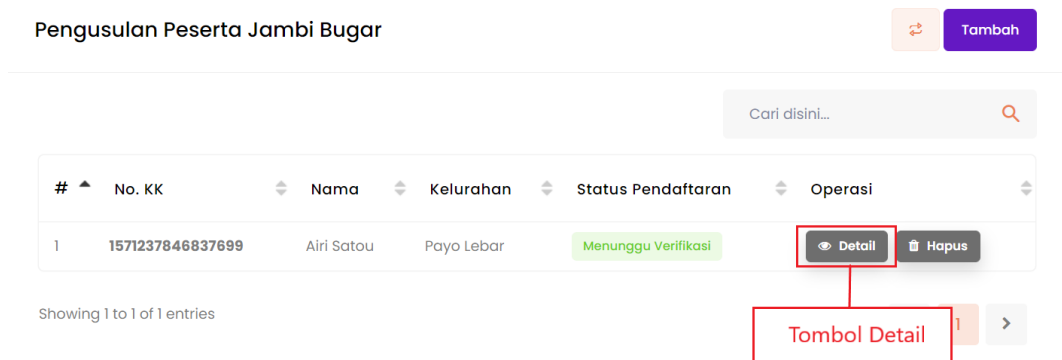 Pengusulan Peserta Jambi Bugar
Tambah
Cari disini...
# No. KK Nama Kelurahan Status Pendaftaran Operasi
1 1571237846837699 Airi Satou Payo Lebar Menunggu Verifikasi Detail Hapus
Showing 1 to 1 of 1 entries
1
Tombol Detail